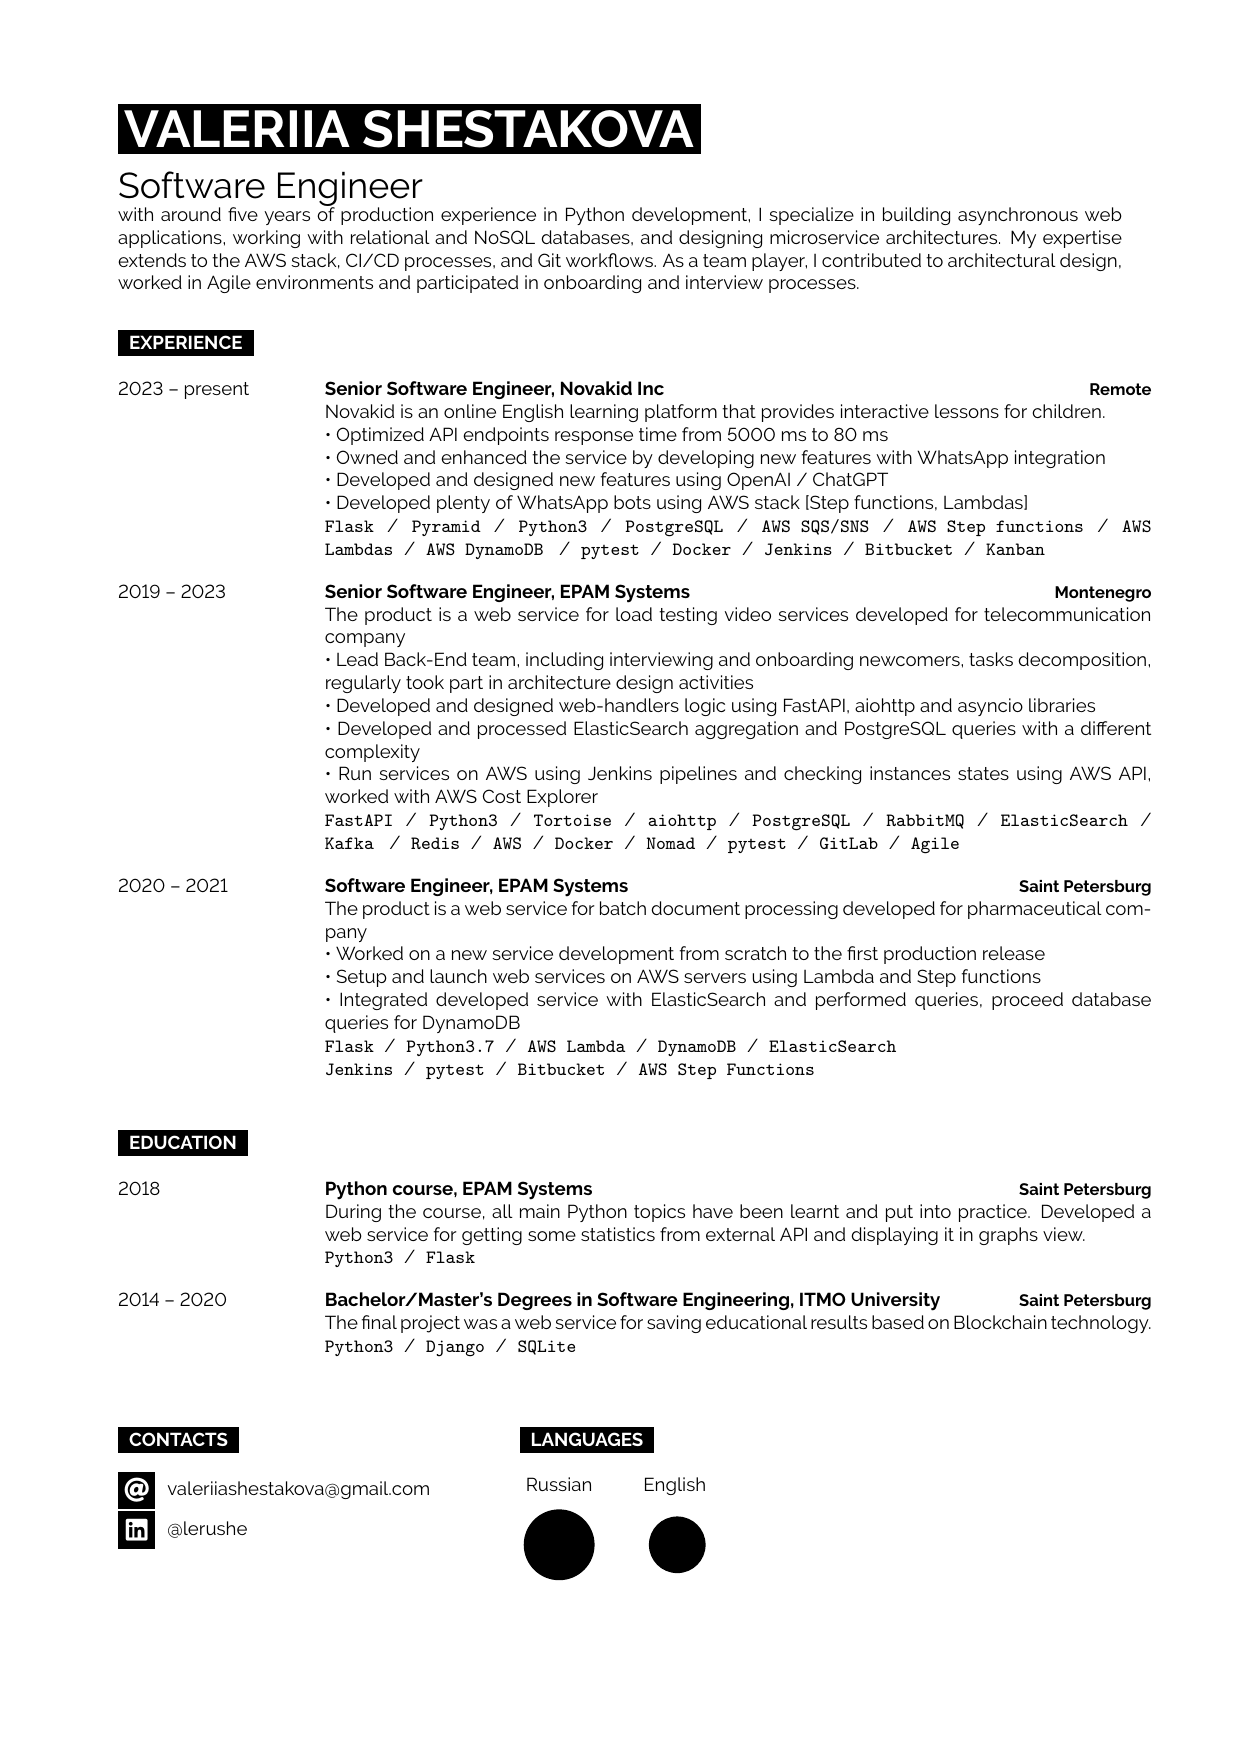 VALERIIA SHESTAKOVA
Software Engineer
with around five years of production experience in Python development, I specialize in building asynchronous web
applications, working with relational and NoSQL databases, and designing microservice architectures. My expertise
extends to the AWS stack, CI/CD processes, and Git workflows. As a team player, I contributed to architectural design,
worked in Agile environments and participated in onboarding and interview processes.
EXPERIENCE
2023 – present Senior Software Engineer, Novakid Inc Remote
Novakid is an online English learning platform that provides interactive lessons for children.
• Optimized API endpoints response time from 5000 ms to 80 ms
• Owned and enhanced the service by developing new features with WhatsApp integration
• Developed and designed new features using OpenAI / ChatGPT
• Developed plenty of WhatsApp bots using AWS stack [Step functions, Lambdas]
Flask / Pyramid / Python3 / PostgreSQL / AWS SQS/SNS / AWS Step functions / AWS
Lambdas / AWS DynamoDB / pytest / Docker / Jenkins / Bitbucket / Kanban
2019 – 2023 Senior Software Engineer, EPAM Systems Montenegro
The product is a web service for load testing video services developed for telecommunication
company
• Lead Back-End team, including interviewing and onboarding newcomers, tasks decomposition,
regularly took part in architecture design activities
• Developed and designed web-handlers logic using FastAPI, aiohttp and asyncio libraries
• Developed and processed ElasticSearch aggregation and PostgreSQL queries with a different
complexity
• Run services on AWS using Jenkins pipelines and checking instances states using AWS API,
worked with AWS Cost Explorer
FastAPI / Python3 / Tortoise / aiohttp / PostgreSQL / RabbitMQ / ElasticSearch /
Kafka / Redis / AWS / Docker / Nomad / pytest / GitLab / Agile
2020 – 2021 Software Engineer, EPAM Systems Saint Petersburg
The product is a web service for batch document processing developed for pharmaceutical com-
pany
• Worked on a new service development from scratch to the first production release
• Setup and launch web services on AWS servers using Lambda and Step functions
• Integrated developed service with ElasticSearch and performed queries, proceed database
queries for DynamoDB
Flask / Python3.7 / AWS Lambda / DynamoDB / ElasticSearch
Jenkins / pytest / Bitbucket / AWS Step Functions
EDUCATION
2018 Python course, EPAM Systems Saint Petersburg
During the course, all main Python topics have been learnt and put into practice. Developed a
web service for getting some statistics from external API and displaying it in graphs view.
Python3 / Flask
2014 – 2020 Bachelor/Master's Degrees in Software Engineering, ITMO University Saint Petersburg
The final project was a web service for saving educational results based on Blockchain technology.
Python3 / Django / SQLite
CONTACTS
valeriiashestakova@gmail.com
@lerushe
LANGUAGES
Russian English